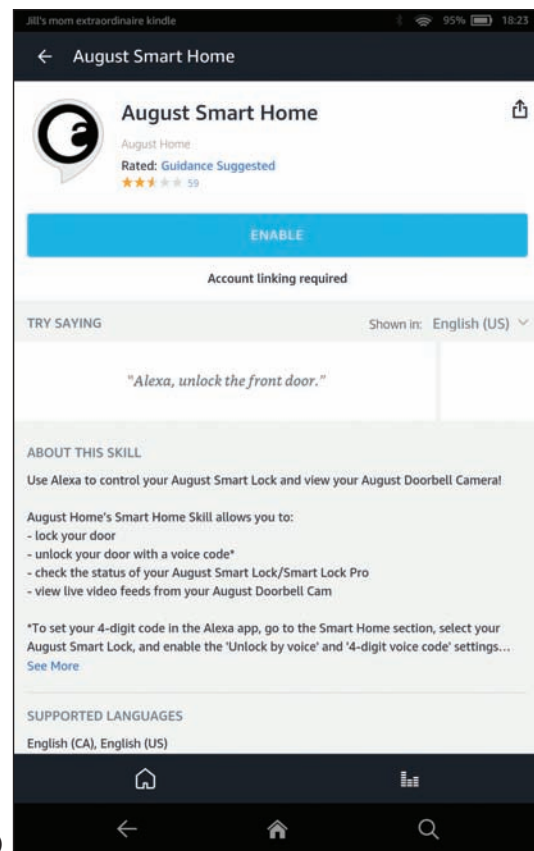 Jill's mom extraordinaire kindle 95% 18:23
August Smart Home
August Smart Home
August Home
Rated: Guidance Suggested
59
ENABLE
Account linking required
TRY SAYING Shown in: English (US)
"Alexa, unlock the front door."
ABOUT THIS SKILL
Use Alexa to control your August Smart Lock and view your August Doorbell Camera!
August Home's Smart Home Skill allows you to:
- lock your door
- unlock your door with a voice code*
- check the status of your August Smart Lock/Smart Lock Pro
- view live video feeds from your August Doorbell Cam
*To set your 4-digit code in the Alexa app, go to the Smart Home section, select your
August Smart Lock, and enable the 'Unlock by voice' and '4-digit voice code' settings...
See More
SUPPORTED LANGUAGES
English (CA), English (US)